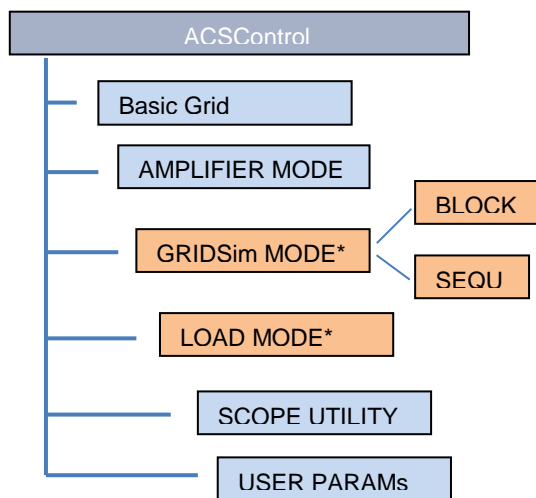 ACSControl
Basic Grid
AMPLIFIER MODE
BLOCK
GRIDSim MODE*
SEQU
LOAD MODE*
SCOPE UTILITY
USER PARAMs